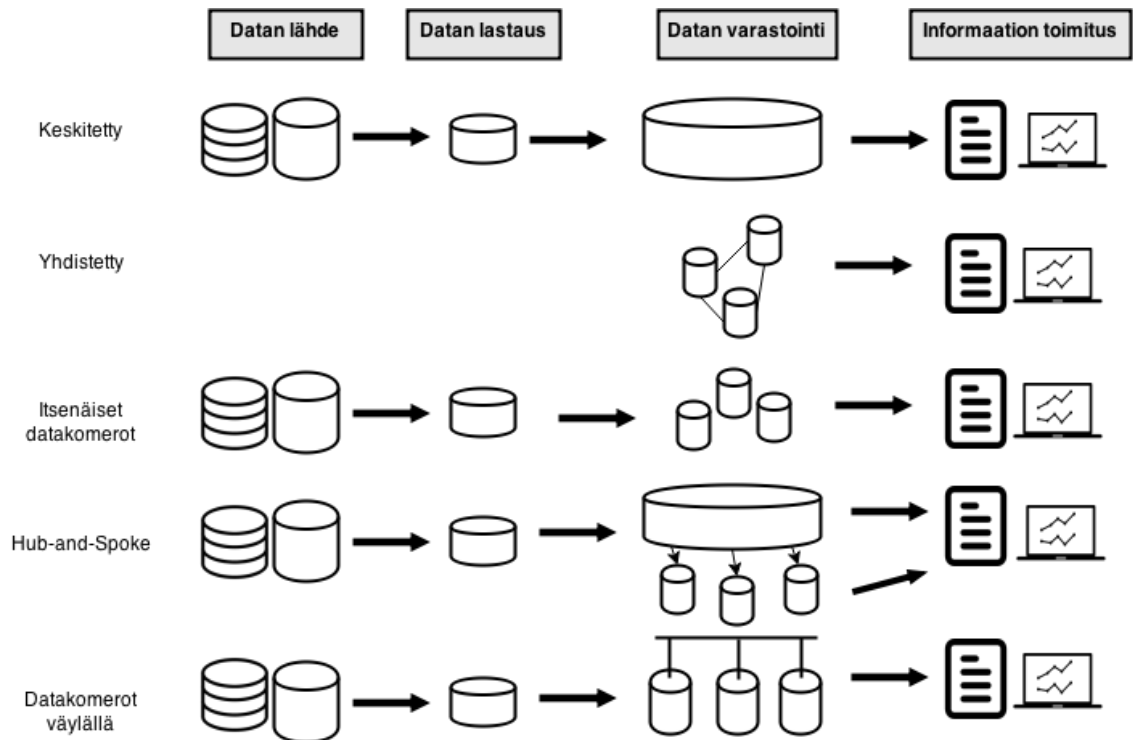 Datan lähde
Datan lastaus
Datan varastointi
Informaation toimitus
Keskitetty
Yhdistetty
Itsenäiset
datakomerot
Hub-and-Spoke
Datakomerot
väylällä